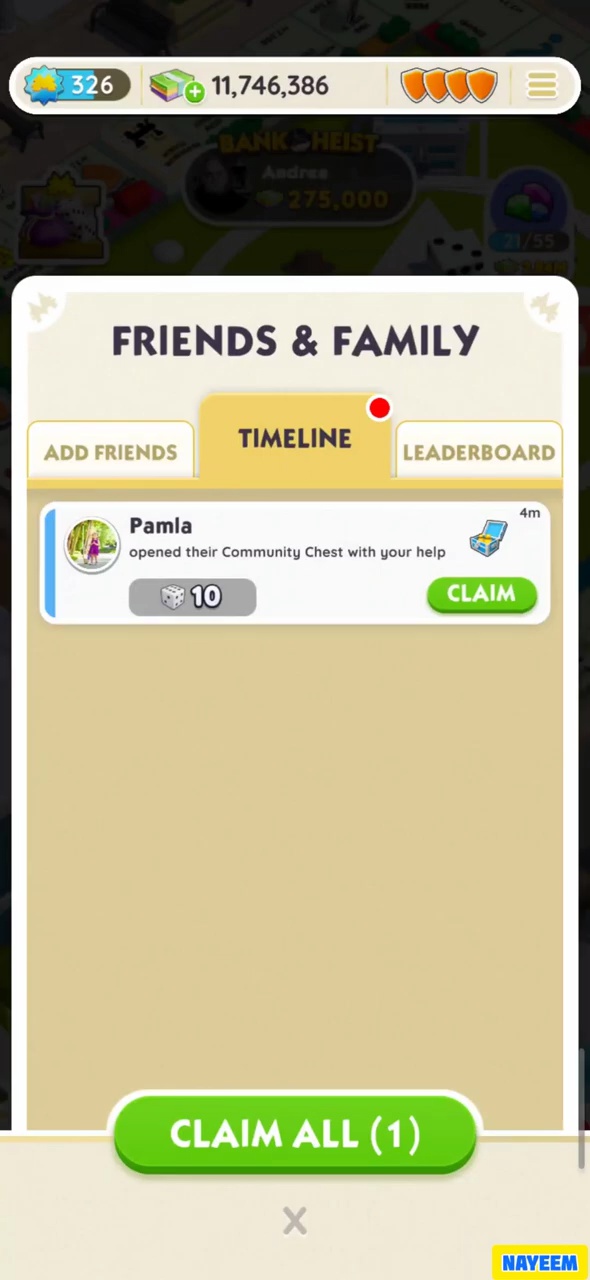 326
11,746,386
BANK HEIST
Andrea
275,000
21/55
FRIENDS & FAMILY
ADD FRIENDS
TIMELINE
LEADERBOARD
Pamla
4m
opened their Community Chest with your help
10
CLAIM
CLAIM ALL (1)
X
NAYEEM